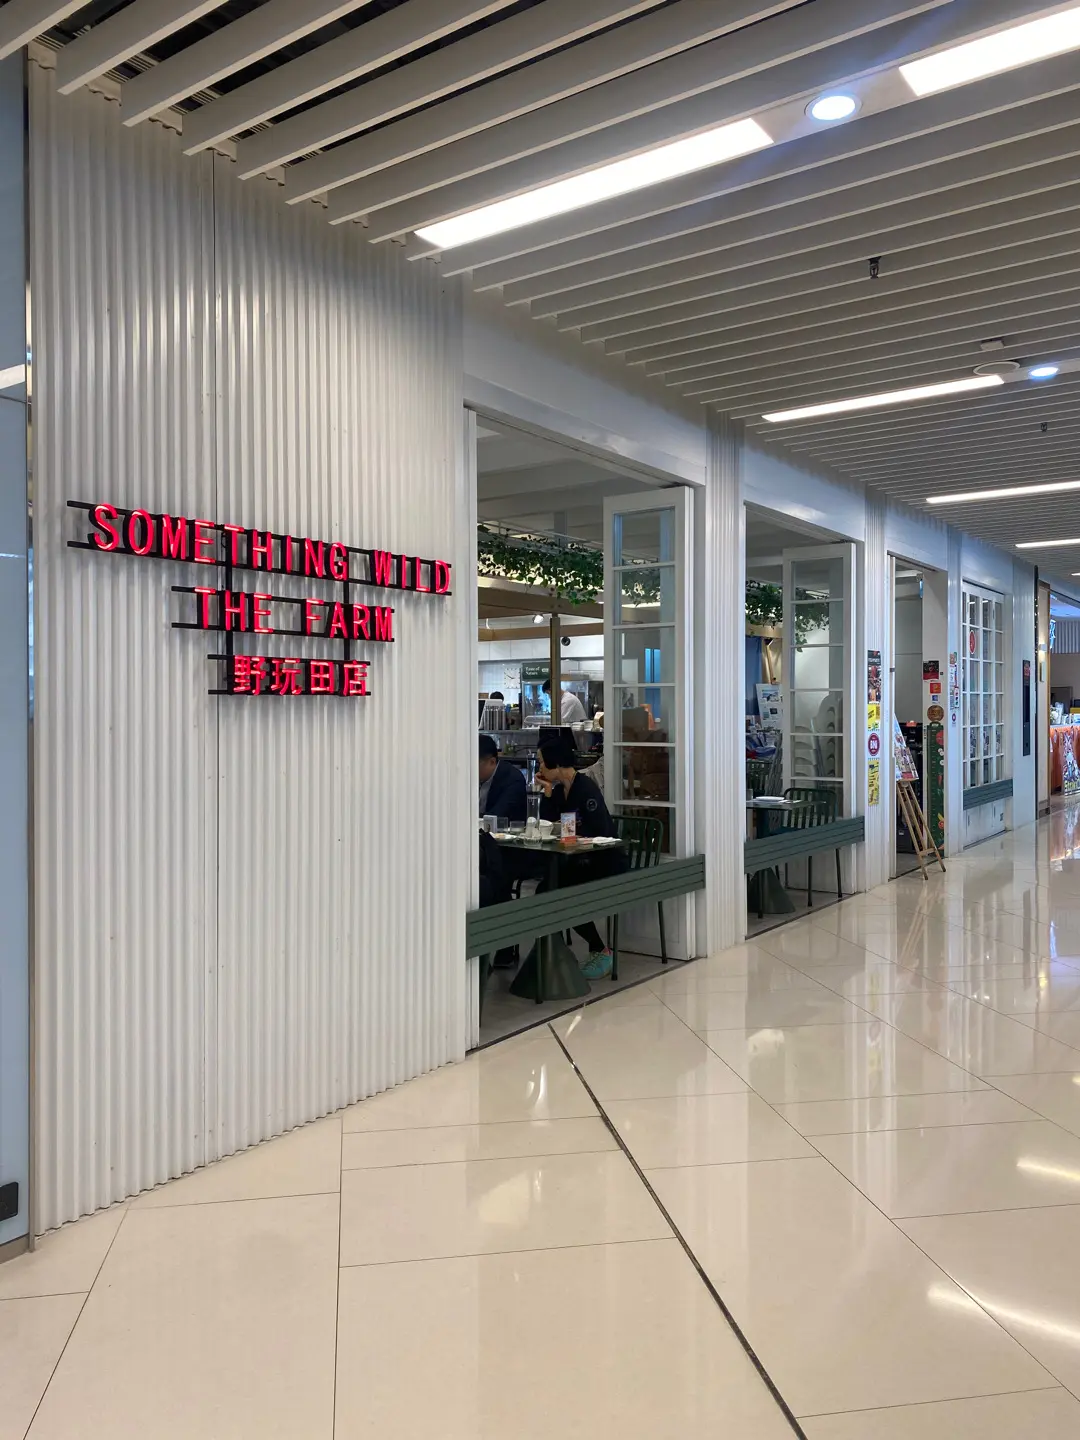 SOMETHING WILD
THE FARM
野玩田店